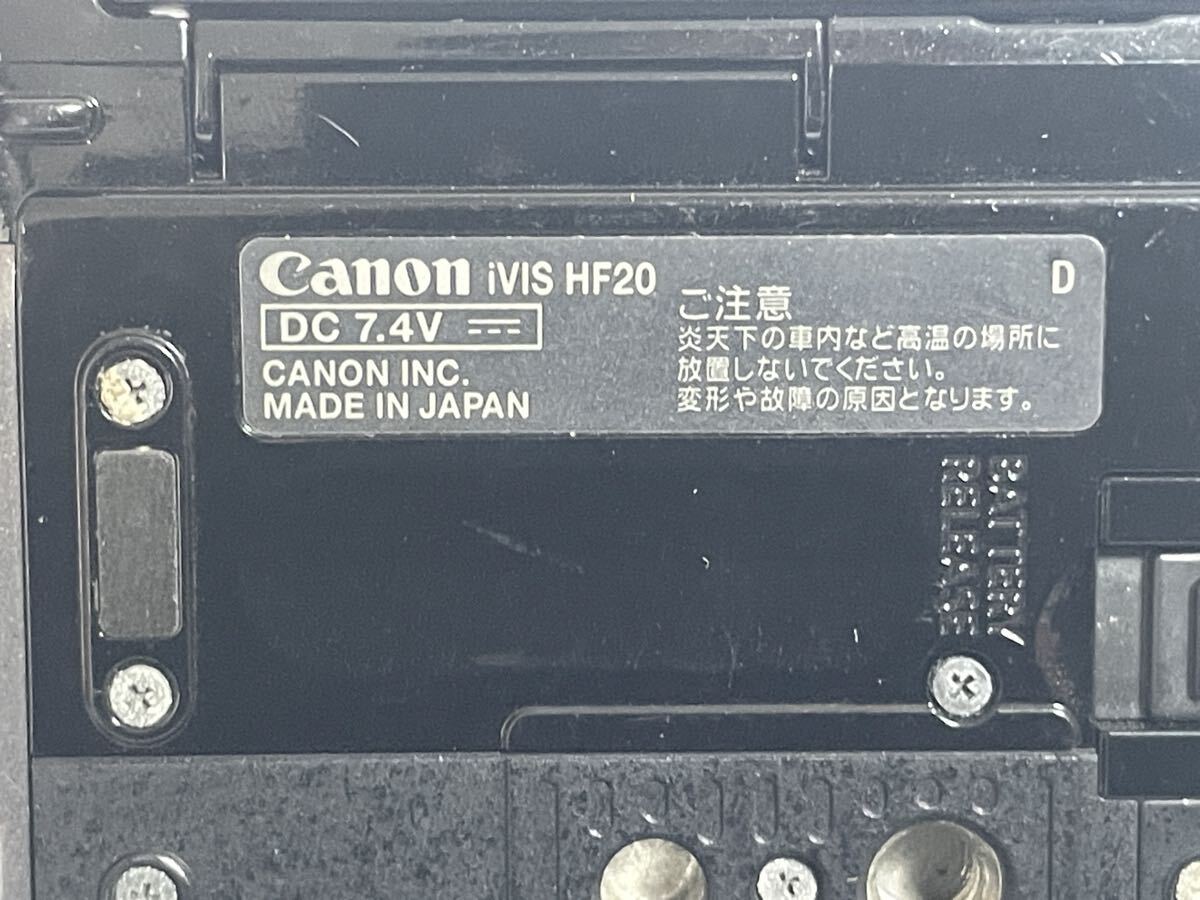 Canon iVIS HF20
D
DC 7.4V
CANON INC.
MADE IN JAPAN
ご注意
炎天下の車内など高温の場所に
放置しないでください。
変形や故障の原因となります。
BATTERY
RELEASE